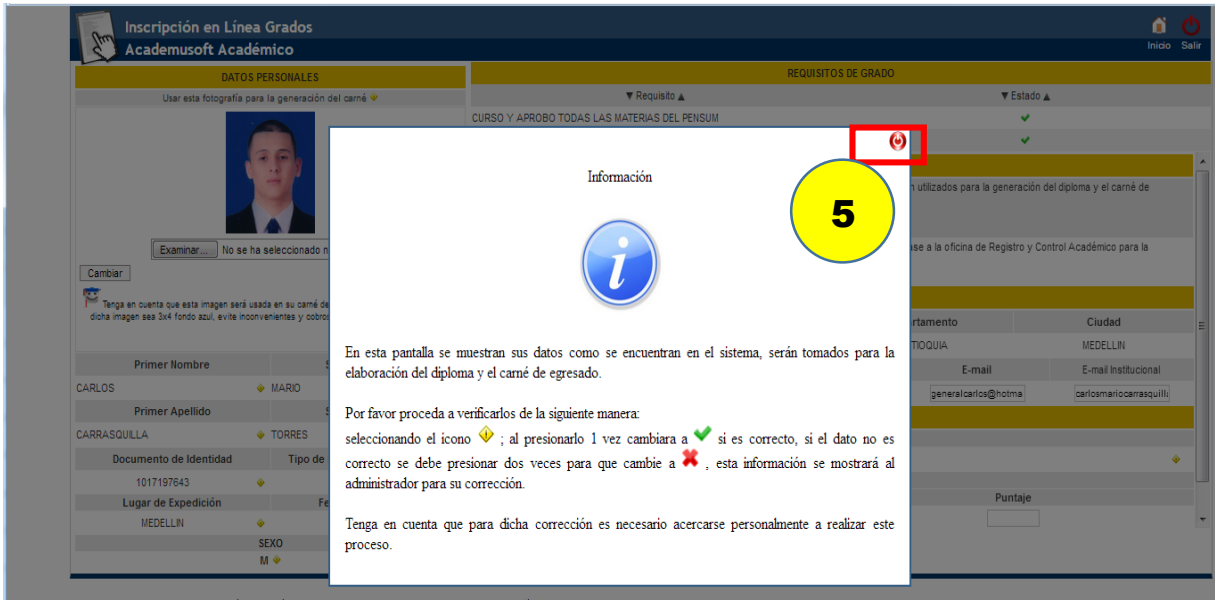 Inscripción en Línea Grados
Academusoft Académico
Inicio Salir
DATOS PERSONALES
REQUISITOS DE GRADO
Usar esta fotografía para la generación del carné
▼ Requisito ▲
▼ Estado ▲
CURSO Y APROBO TODAS LAS MATERIAS DEL PENSUM
Información
5
utilizados para la generación del diploma y el carné de
ase a la oficina de Registro y Control Académico para la
Examinar... No se ha seleccionado n
Cambiar
Tenga en cuenta que esta imagen será usada en su carné de
dicha imagen sea 3x4 fondo azul, evite inconvenientes y cobros
rtamento
Ciudad
TIOQUIA
MEDELLIN
E-mail
E-mail Institucional
generalcarlos@hotma
carlosmariocarrasquill
Primer Nombre
CARLOS
MARIO
Primer Apellido
CARRASQUILLA
TORRES
Documento de Identidad
Tipo de
1017197643
Lugar de Expedición
Fe
MEDELLIN
SEXO
M
Puntaje
En esta pantalla se muestran sus datos como se encuentran en el sistema, serán tomados para la
elaboración del diploma y el carné de egresado.
Por favor proceda a verificarlos de la siguiente manera:
seleccionando el icono ; al presionarlo 1 vez cambiara a si es correcto, si el dato no es
correcto se debe presionar dos veces para que cambie a , esta información se mostrará al
administrador para su corrección.
Tenga en cuenta que para dicha corrección es necesario acercarse personalmente a realizar este
proceso.